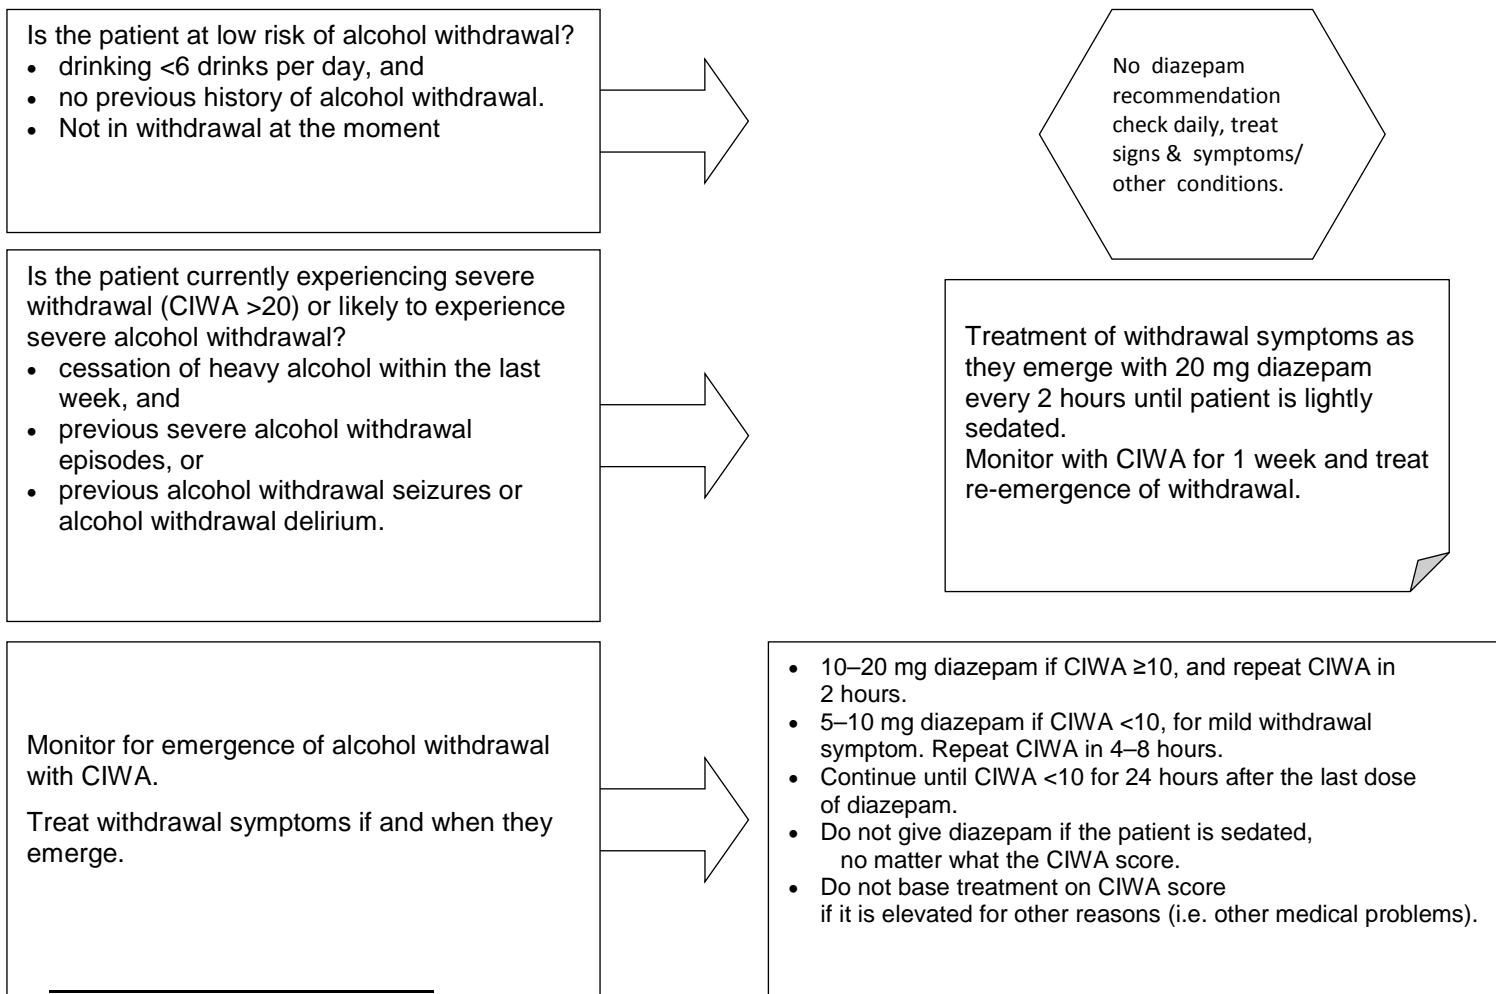 Is the patient at low risk of alcohol withdrawal?
• drinking <6 drinks per day, and
• no previous history of alcohol withdrawal.
• Not in withdrawal at the moment
No diazepam
recommendation
check daily, treat
signs & symptoms/
other conditions.
Is the patient currently experiencing severe
withdrawal (CIWA >20) or likely to experience
severe alcohol withdrawal?
• cessation of heavy alcohol within the last
week, and
• previous severe alcohol withdrawal
episodes, or
• previous alcohol withdrawal seizures or
alcohol withdrawal delirium.
Treatment of withdrawal symptoms as
they emerge with 20 mg diazepam
every 2 hours until patient is lightly
sedated.
Monitor with CIWA for 1 week and treat
re-emergence of withdrawal.
Monitor for emergence of alcohol withdrawal
with CIWA.
Treat withdrawal symptoms if and when they
emerge.
• 10–20 mg diazepam if CIWA ≥10, and repeat CIWA in
2 hours.
• 5–10 mg diazepam if CIWA <10, for mild withdrawal
symptom. Repeat CIWA in 4–8 hours.
• Continue until CIWA <10 for 24 hours after the last dose
of diazepam.
• Do not give diazepam if the patient is sedated,
no matter what the CIWA score.
• Do not base treatment on CIWA score
if it is elevated for other reasons (i.e. other medical problems).